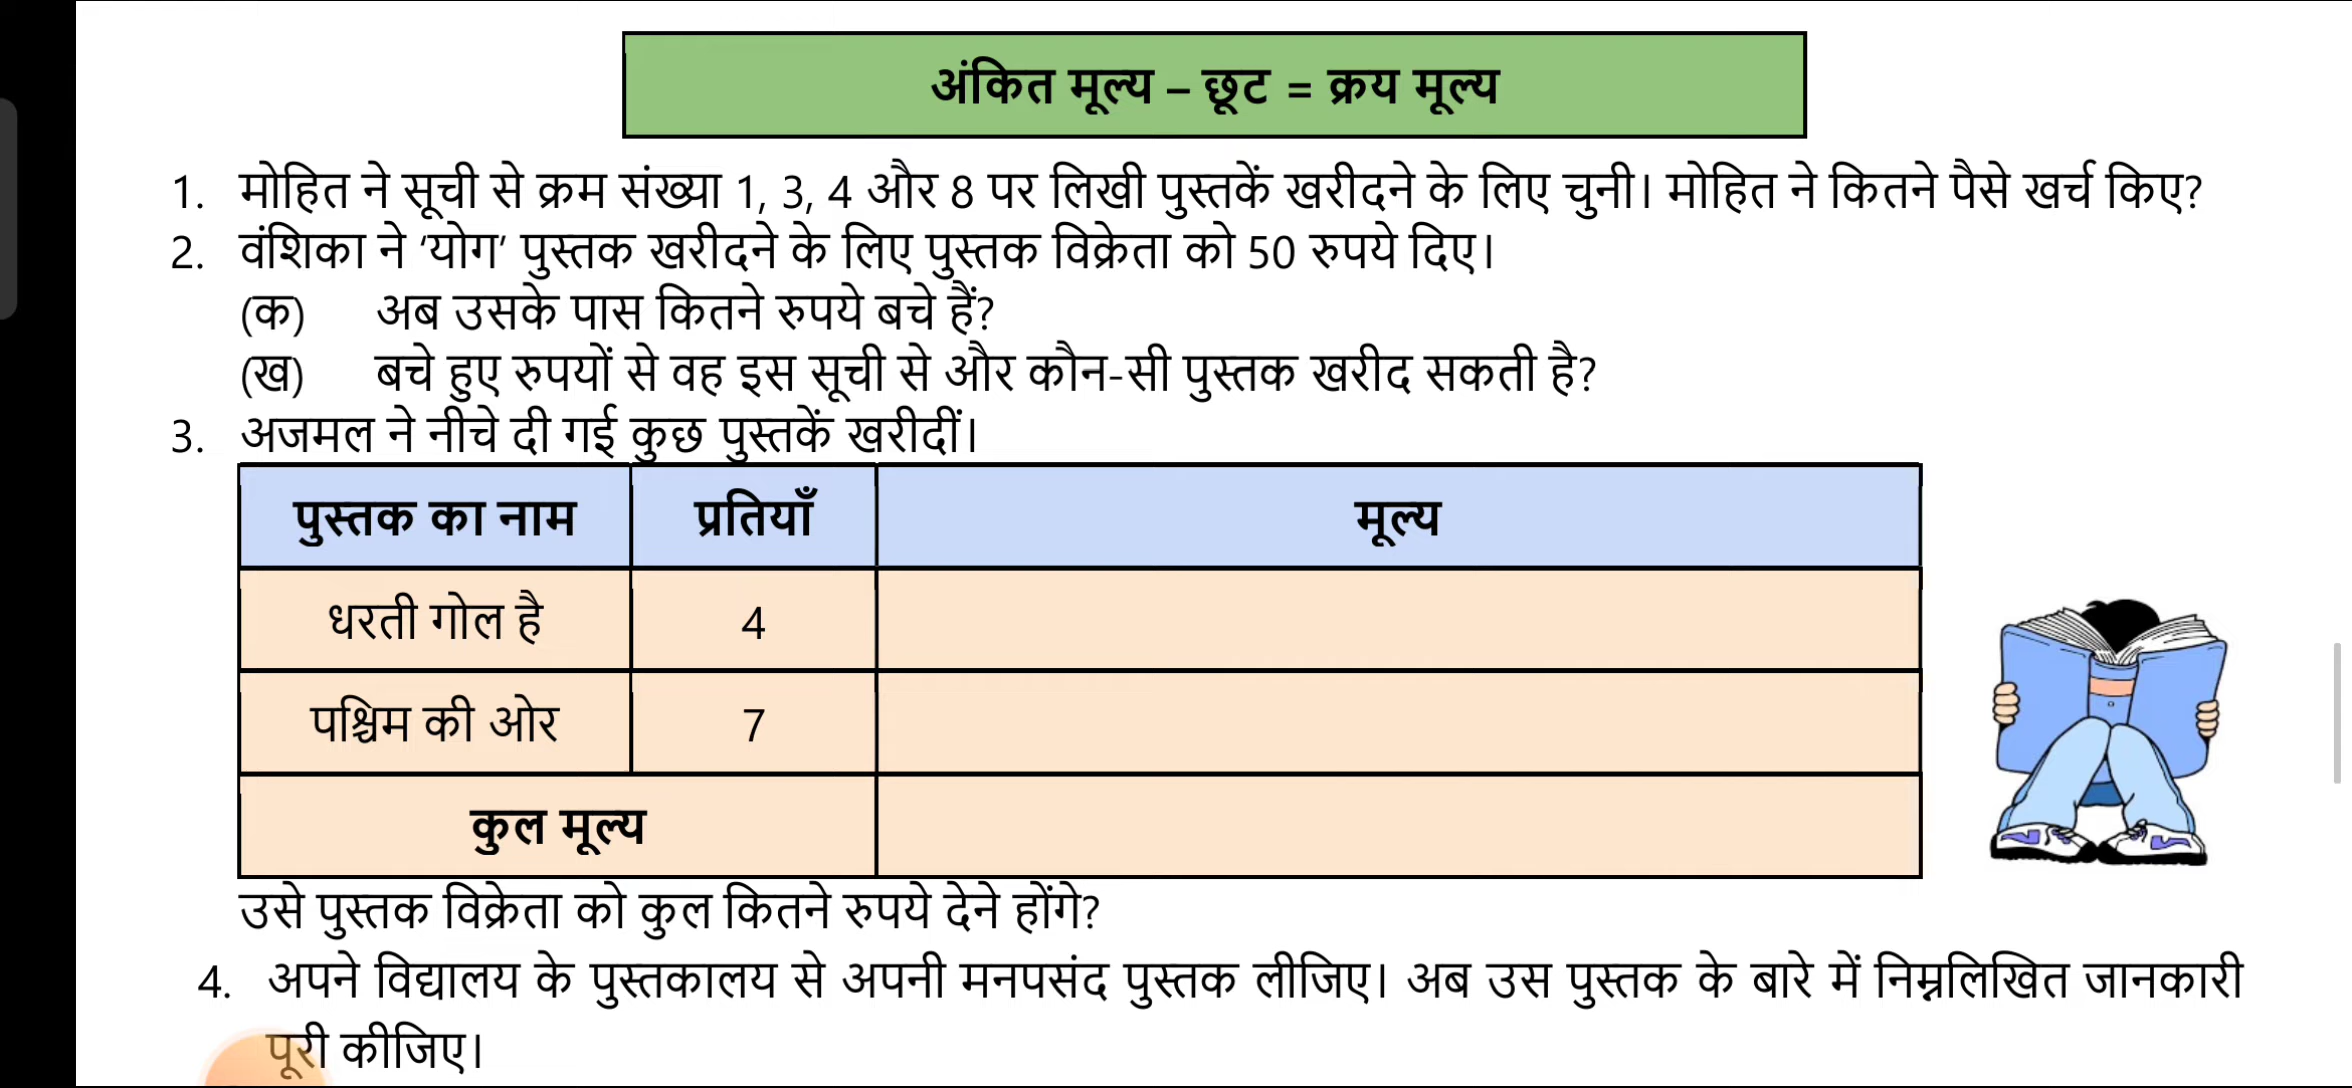 अंकित मूल्य – छूट = क्रय मूल्य
1. मोहित ने सूची से क्रम संख्या 1, 3, 4 और 8 पर लिखी पुस्तकें खरीदने के लिए चुनी। मोहित ने कितने पैसे खर्च किए?
2. वंशिका ने ‘योग’ पुस्तक खरीदने के लिए पुस्तक विक्रेता को 50 रुपये दिए।
(क) अब उसके पास कितने रुपये बचे हैं?
(ख) बचे हुए रुपयों से वह इस सूची से और कौन-सी पुस्तक खरीद सकती है?
3. अजमल ने नीचे दी गई कुछ पुस्तकें खरीदीं।
पुस्तक का नाम प्रतियाँ मूल्य
धरती गोल है 4
पश्चिम की ओर 7
कुल मूल्य
उसे पुस्तक विक्रेता को कुल कितने रुपये देने होंगे?
4. अपने विद्यालय के पुस्तकालय से अपनी मनपसंद पुस्तक लीजिए। अब उस पुस्तक के बारे में निम्नलिखित जानकारी
पूरी कीजिए।